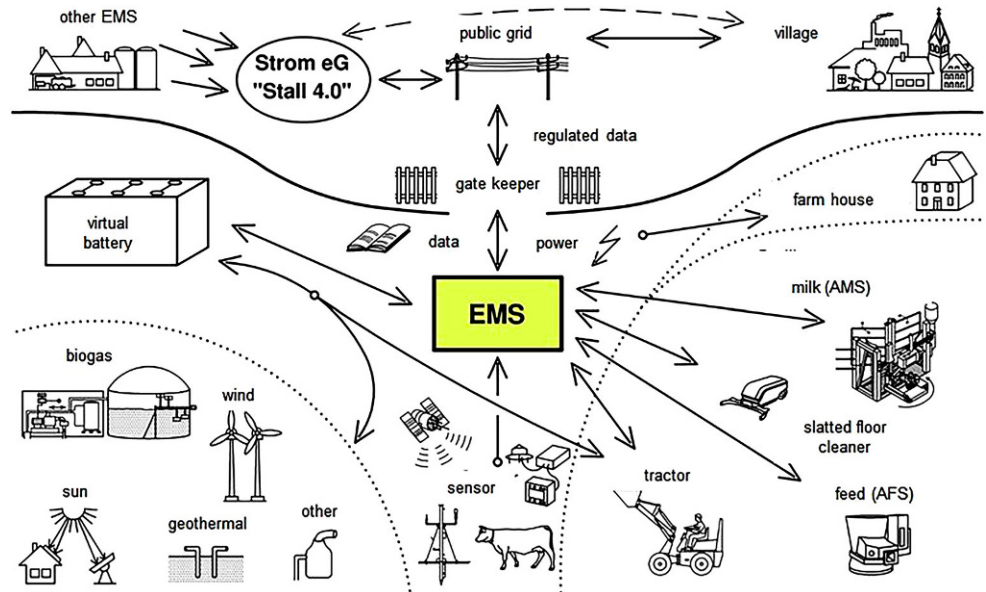 other EMS
public grid
village
Strom eG
"Stall 4.0"
regulated data
gate keeper
farm house
virtual
battery
data
power
milk (AMS)
EMS
biogas
wind
slatted floor
cleaner
sun
geothermal
other
sensor
tractor
feed (AFS)